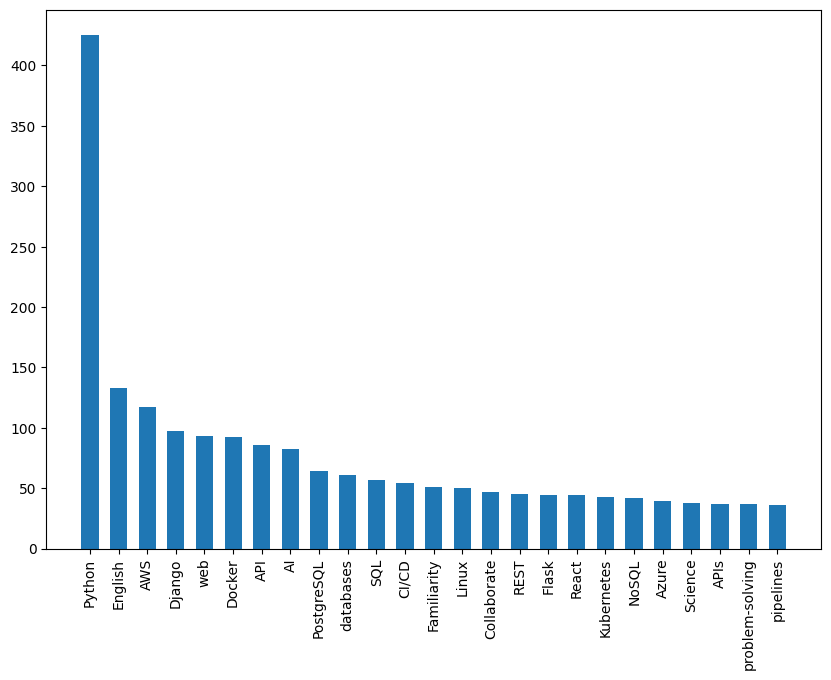 400
350
300
250
200
150
100
50
0
Python
English
AWS
Django
web
Docker
API
AI
PostgreSQL
databases
SQL
CI/CD
Familiarity
Linux
Collaborate
REST
Flask
React
Kubernetes
NoSQL
Azure
Science
APIs
problem-solving
pipelines